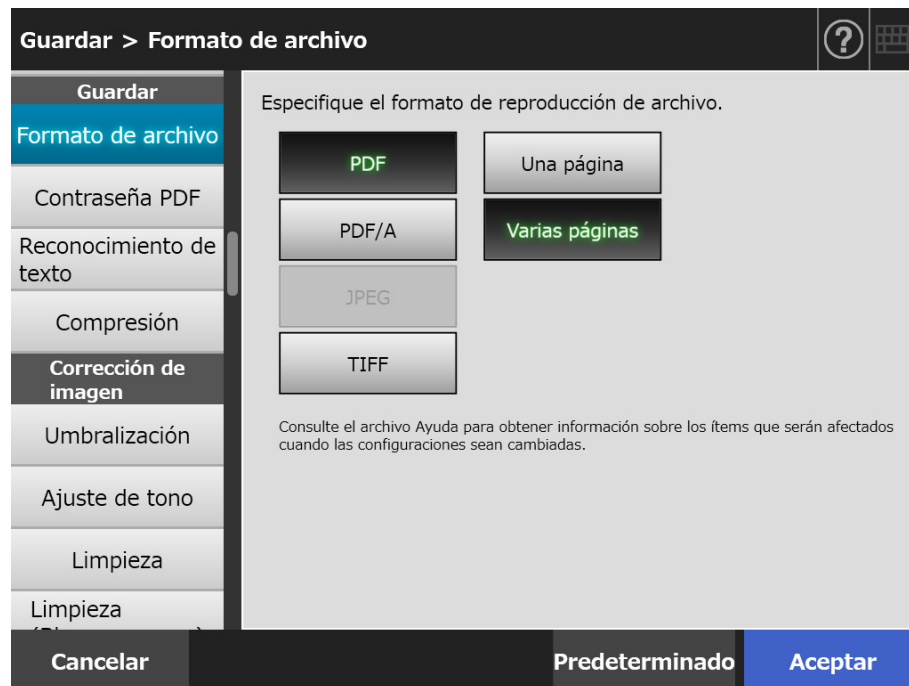 Guardar > Formato de archivo
?
Guardar
Formato de archivo
Contraseña PDF
Reconocimiento de
texto
Compresión
Corrección de
imagen
Umbralización
Ajuste de tono
Limpieza
Limpieza
Especifique el formato de reproducción de archivo.
PDF
Una página
PDF/A
Varias páginas
JPEG
TIFF
Consulte el archivo Ayuda para obtener información sobre los ítems que serán afectados
cuando las configuraciones sean cambiadas.
Cancelar
Predeterminado
Aceptar